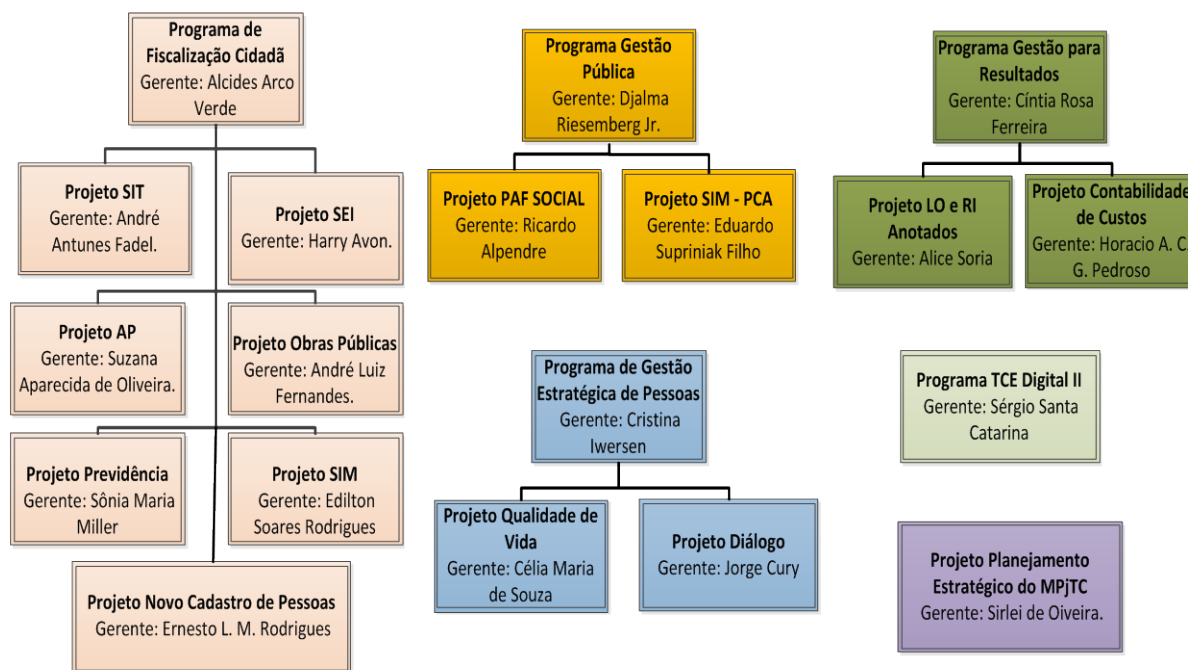 Programa de
Fiscalização Cidadã
Gerente: Alcides Arco
Verde
Projeto SIT
Gerente: André
Antunes Fadel.
Projeto SEI
Gerente: Harry Avon.
Projeto AP
Gerente: Suzana
Aparecida de Oliveira.
Projeto Obras Públicas
Gerente: André Luiz
Fernandes.
Projeto Previdência
Gerente: Sônia Maria
Miller
Projeto SIM
Gerente: Edilton
Soares Rodrigues
Projeto Novo Cadastro de Pessoas
Gerente: Ernesto L. M. Rodrigues
Programa Gestão
Pública
Gerente: Djalma
Riesemberg Jr.
Projeto PAF SOCIAL
Gerente: Ricardo
Alpendre
Projeto SIM - PCA
Gerente: Eduardo
Supriniak Filho
Programa Gestão para
Resultados
Gerente: Cíntia Rosa
Ferreira
Projeto LO e RI
Anotados
Gerente: Alice Soria
Projeto Contabilidade
de Custos
Gerente: Horacio A. C.
G. Pedroso
Programa de Gestão
Estratégica de Pessoas
Gerente: Cristina
Iwersen
Projeto Qualidade de
Vida
Gerente: Célia Maria
de Souza
Projeto Diálogo
Gerente: Jorge Cury
Programa TCE Digital II
Gerente: Sérgio Santa
Catarina
Projeto Planejamento
Estratégico do MPjTC
Gerente: Sirlei de Oiveira.